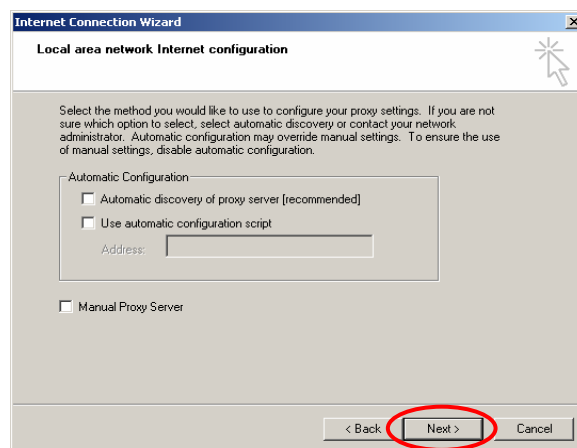 Internet Connection Wizard
Local area network Internet configuration
Select the method you would like to use to configure your proxy settings. If you are not
sure which option to select, select automatic discovery or contact your network
administrator. Automatic configuration may override manual settings. To ensure the use
of manual settings, disable automatic configuration.
Automatic Configuration
Automatic discovery of proxy server [recommended]
Use automatic configuration script
Address:
Manual Proxy Server
< Back Next > Cancel